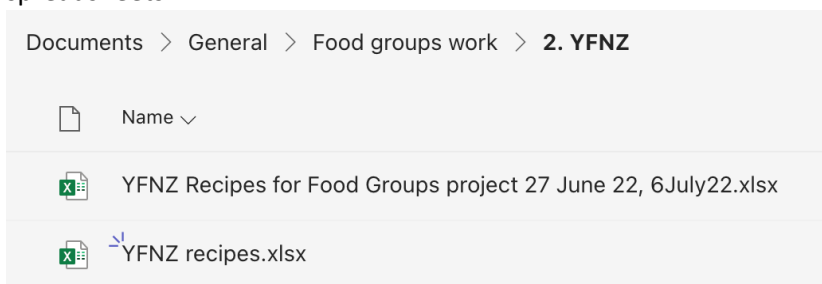 Documents > General > Food groups work > 2. YFNZ
Name
YFNZ Recipes for Food Groups project 27 June 22, 6July22.xlsx
YFNZ recipes.xlsx